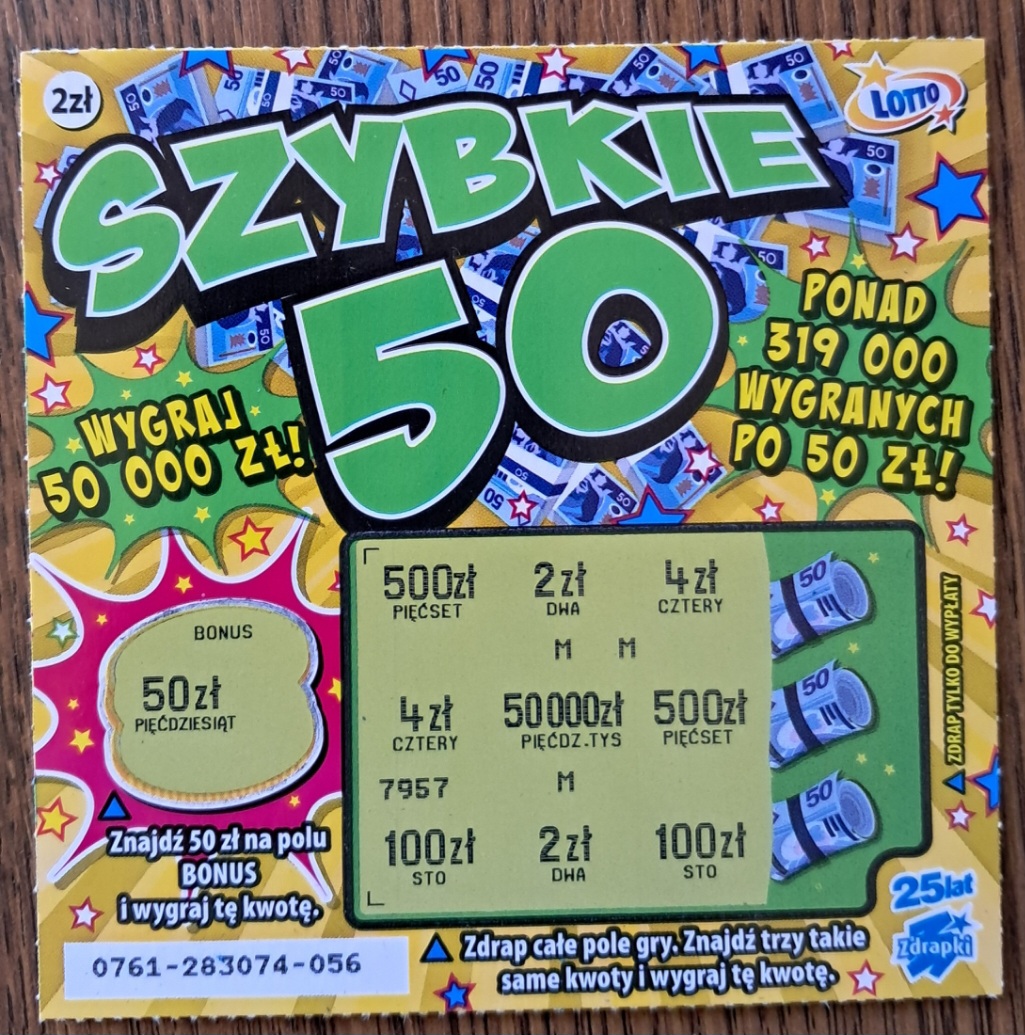 2zł
LOTTO
SZYBKIE
50
WYGRAJ
50 000 ZŁ!
PONAD
319 000
WYGRANYCH
PO 50 ZŁ!
BONUS
50zł
PIĘĆDZIESIĄT
Znajdź 50 zł na polu
BONUS
i wygraj tę kwotę.
500zł 2zł 4zł
PIĘĆSET DWA CZTERY
M M
4zł 50000zł 500zł
CZTERY PIĘĆDZ.TYS PIĘĆSET
7957 M
100zł 2zł 100zł
STO DWA STO
50
50
50
ZDRAP TYLKO DO WYPŁATY
0761-283074-056
Zdrap całe pole gry. Znajdź trzy takie
same kwoty i wygraj tę kwotę.
25lat
Zdrapki